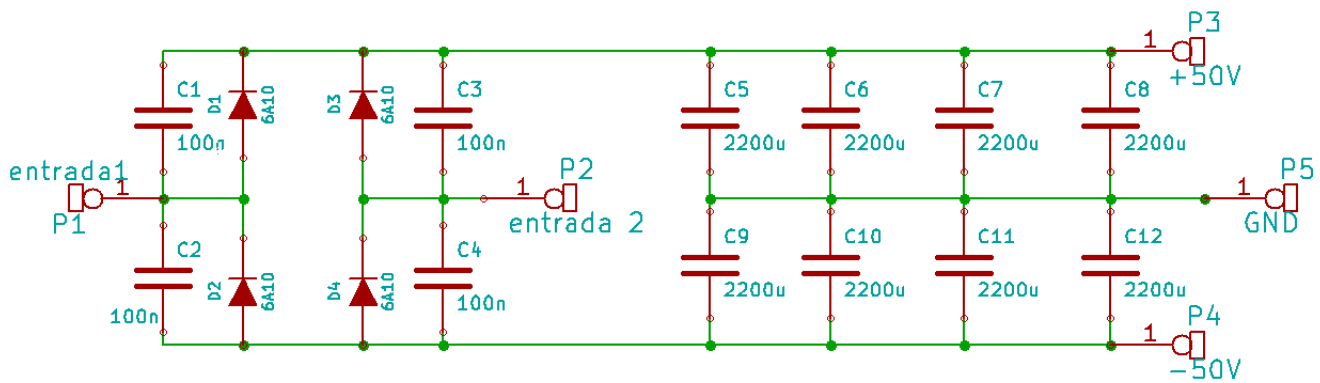 P3
1
+50V
C1
100n
D1
6A10
D3
6A10
C3
100n
C5
2200u
C6
2200u
C7
2200u
C8
2200u
entrada1
1
P1
P2
1
entrada 2
P5
1
GND
C2
100n
D2
6A10
D4
6A10
C4
100n
C9
2200u
C10
2200u
C11
2200u
C12
2200u
P4
1
-50V